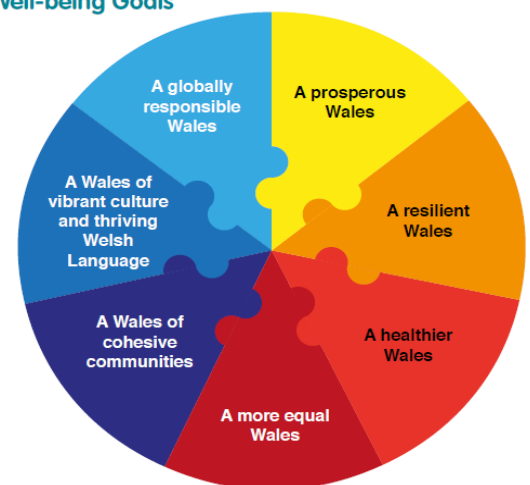 Well-being Goals
A prosperous
Wales
A resilient
Wales
A healthier
Wales
A more equal
Wales
A Wales of
cohesive
communities
A Wales of
vibrant culture
and thriving
Welsh
Language
A globally
responsible
Wales